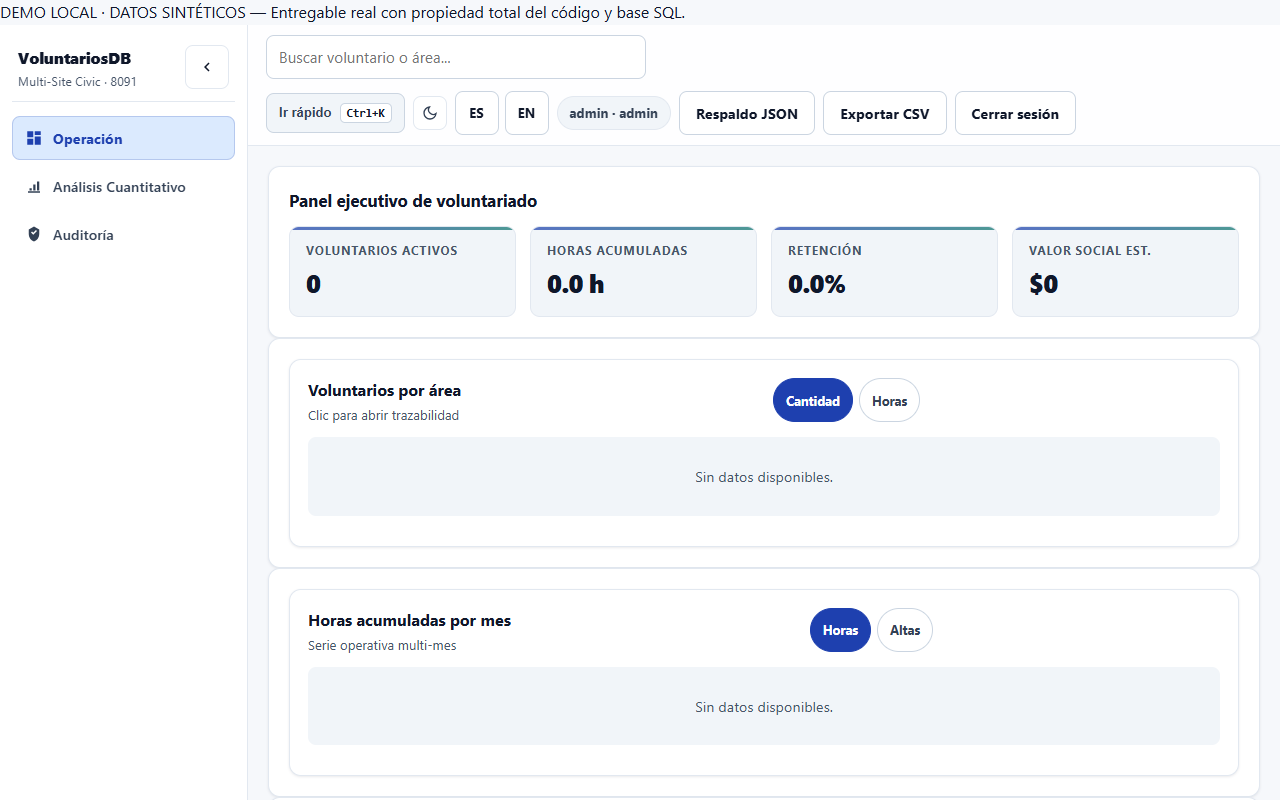 DEMO LOCAL · DATOS SINTÉTICOS — Entregable real con propiedad total del código y base SQL.
VoluntariosDB
Multi-Site Civic · 8091
Operación
Análisis Cuantitativo
Auditoría
Buscar voluntario o área...
Ir rápido Ctrl+K ES EN admin · admin Respaldo JSON Exportar CSV Cerrar sesión
Panel ejecutivo de voluntariado
VOLUNTARIOS ACTIVOS
0
HORAS ACUMULADAS
0.0 h
RETENCIÓN
0.0%
VALOR SOCIAL EST.
$0
Voluntarios por área
Clic para abrir trazabilidad
Cantidad Horas
Sin datos disponibles.
Horas acumuladas por mes
Serie operativa multi-mes
Horas Altas
Sin datos disponibles.